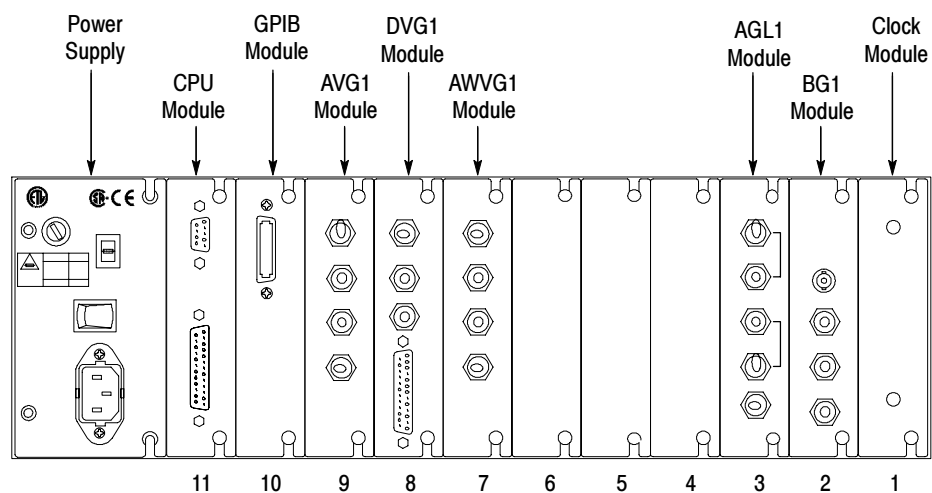 Power
Supply
CPU
Module
GPIB
Module
AVG1
Module
DVG1
Module
AWVG1
Module
AGL1
Module
BG1
Module
Clock
Module
11 10 9 8 7 6 5 4 3 2 1